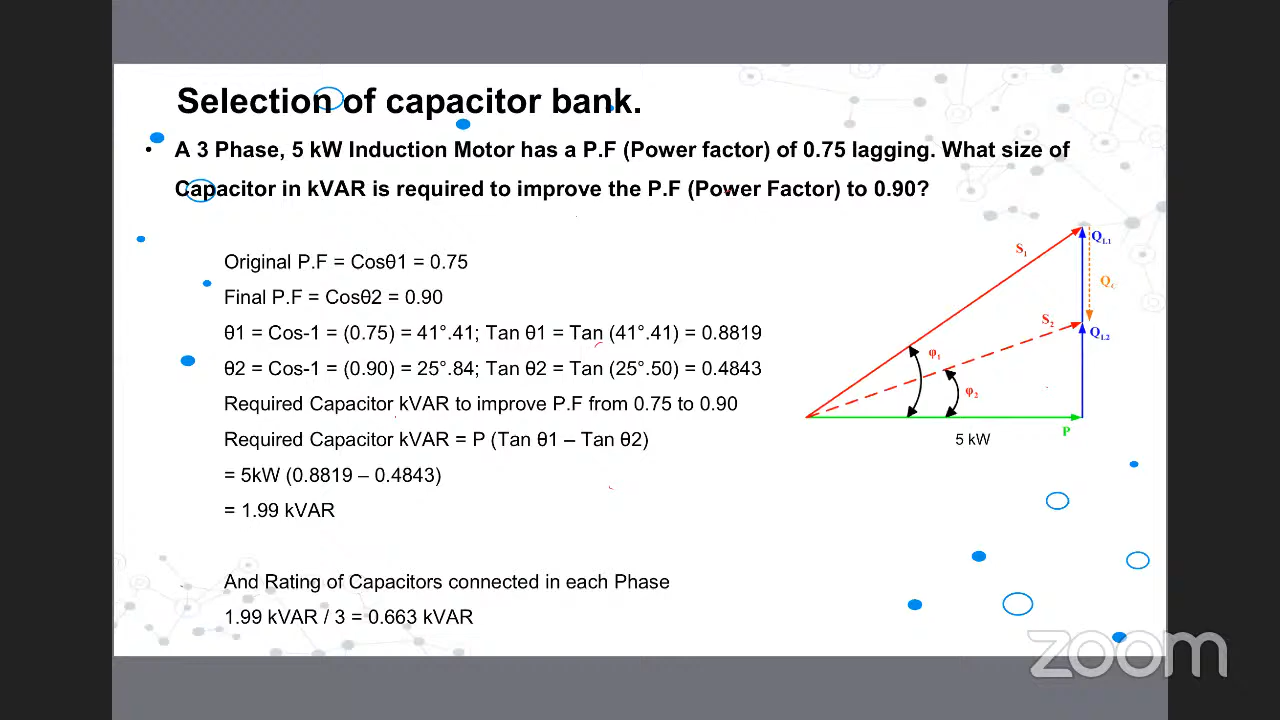 Selection of capacitor bank.
• A 3 Phase, 5 kW Induction Motor has a P.F (Power factor) of 0.75 lagging. What size of
Capacitor in kVAR is required to improve the P.F (Power Factor) to 0.90?
Original P.F = Cosθ1 = 0.75
Final P.F = Cosθ2 = 0.90
θ1 = Cos-1 = (0.75) = 41°.41; Tan θ1 = Tan (41°.41) = 0.8819
θ2 = Cos-1 = (0.90) = 25°.84; Tan θ2 = Tan (25°.50) = 0.4843
Required Capacitor kVAR to improve P.F from 0.75 to 0.90
Required Capacitor kVAR = P (Tan θ1 – Tan θ2)
= 5kW (0.8819 – 0.4843)
= 1.99 kVAR
And Rating of Capacitors connected in each Phase
1.99 kVAR / 3 = 0.663 kVAR
S1
QL1
QC
S2
QL2
φ1
φ2
P
5 kW
zoom